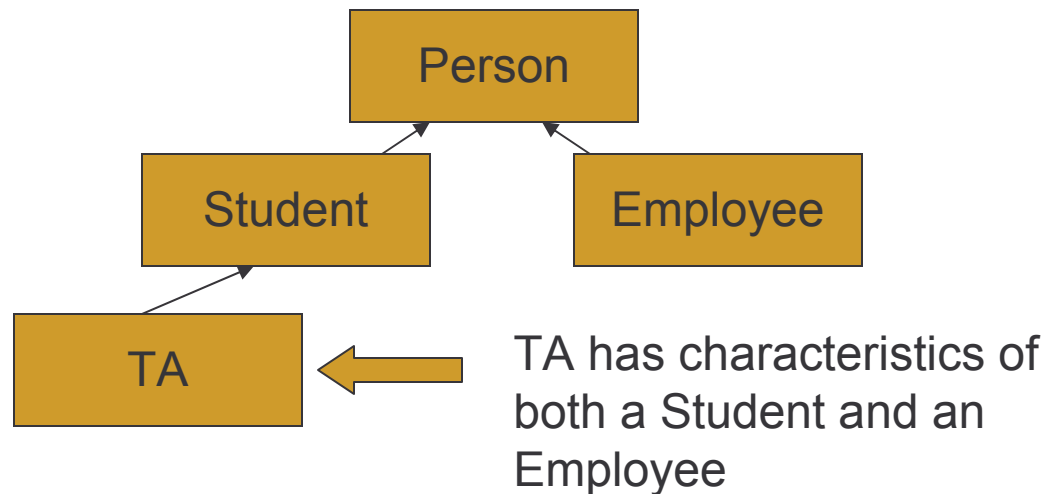 Person
Student
Employee
TA
TA has characteristics of
both a Student and an
Employee